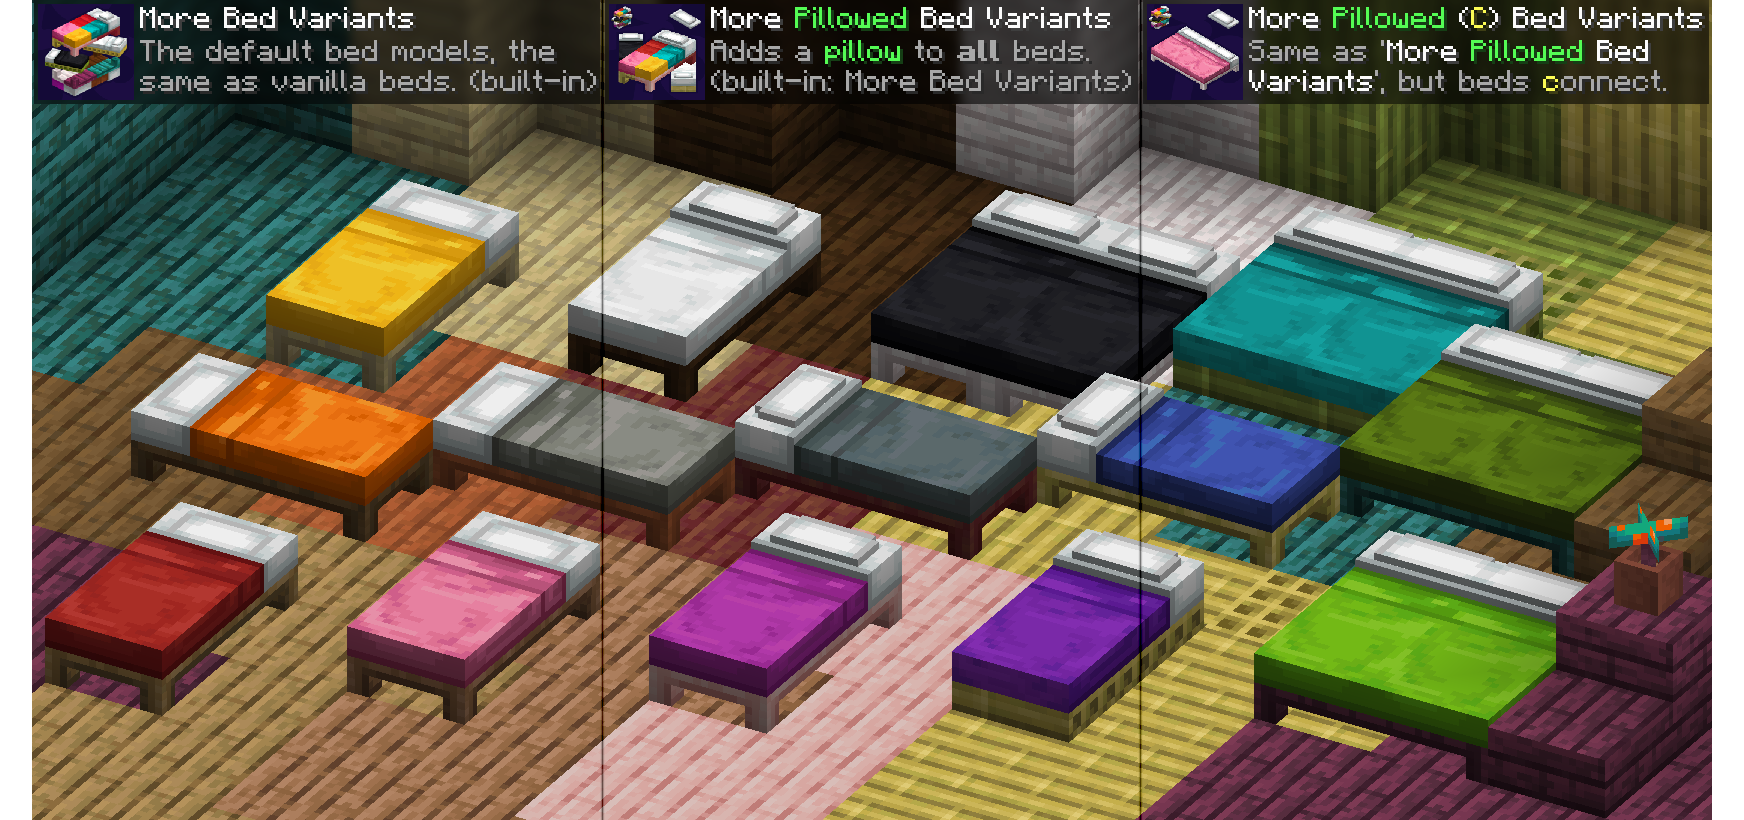 More Bed Variants
The default bed models, the
same as vanilla beds. (built-in)
More Pillowed Bed Variants
Adds a pillow to all beds.
(built-in: More Bed Variants)
More Pillowed (C) Bed Variants
Same as 'More Pillowed Bed
Variants', but beds connect.